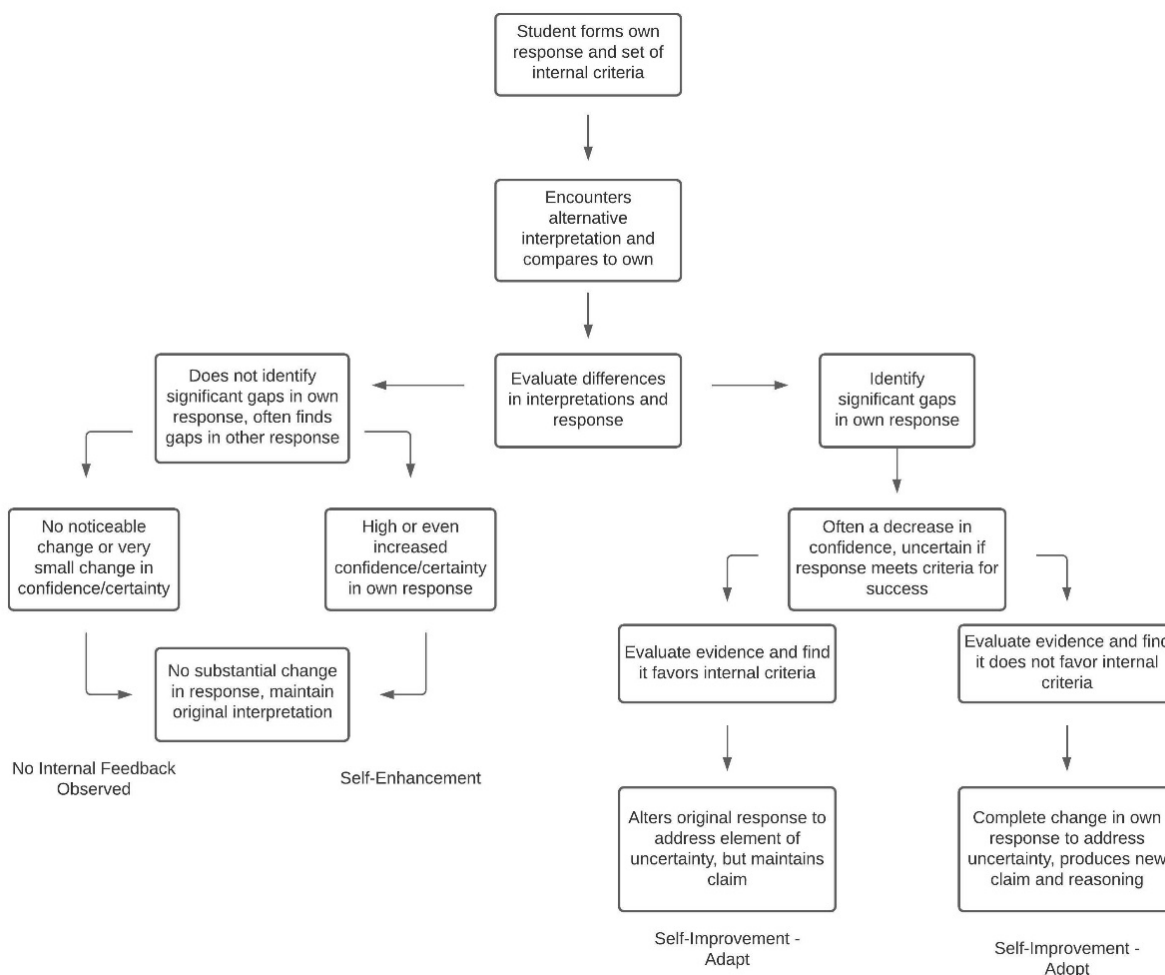 Student forms own
response and set of
internal criteria
Encounters
alternative
interpretation and
compares to own
Does not identify
significant gaps in own
response, often finds
gaps in other response
Evaluate differences
in interpretations and
response
Identify
significant gaps
in own response
No noticeable
change or very
small change in
confidence/certainty
High or even
increased
confidence/certainty
in own response
Often a decrease in
confidence, uncertain if
response meets criteria for
success
No substantial change
in response, maintain
original interpretation
Evaluate evidence and find
it favors internal criteria
Evaluate evidence and find
it does not favor internal
criteria
No Internal Feedback
Observed
Self-Enhancement
Alters original response to
address element of
uncertainty, but maintains
claim
Complete change in own
response to address
uncertainty, produces new
claim and reasoning
Self-Improvement -
Adapt
Self-Improvement -
Adopt